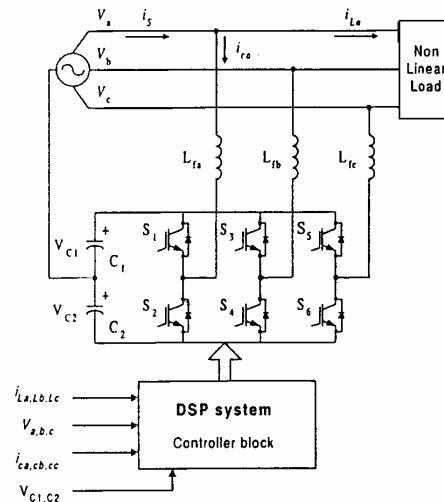 V_a
i_S
i_La
V_b
i_ca
V_c
Non
Linear
Load
L_fa
L_fb
L_fc
V_C1
+
C_1
S_1
S_3
S_5
V_C2
+
C_2
S_2
S_4
S_6
i_La,Lb,Lc
V_a,b,c
i_ca,cb,cc
V_C1,C2
DSP system
Controller block